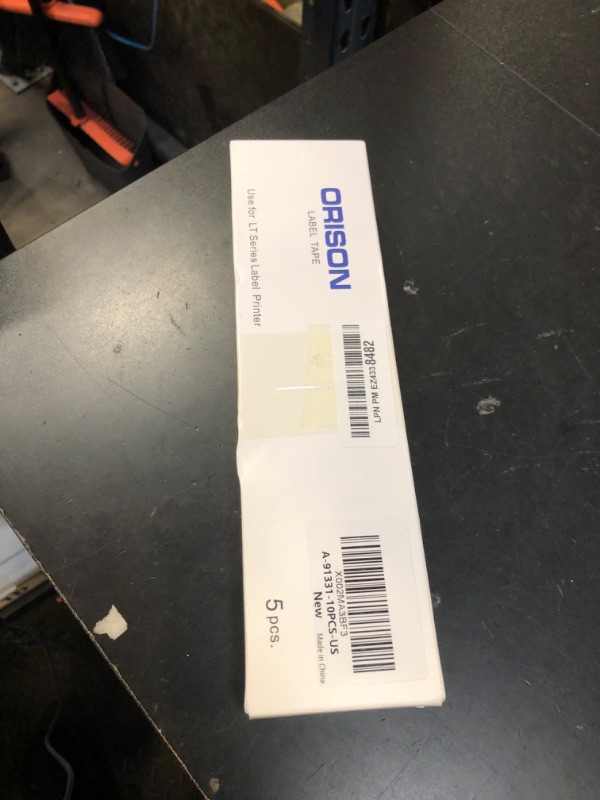 ORISON
LABEL TAPE
Use for LT Series Label Printer
LPN PM EZ4338482
X002MA3BF3
A-91331-10PCS-US
New
Made in China
5 pcs.